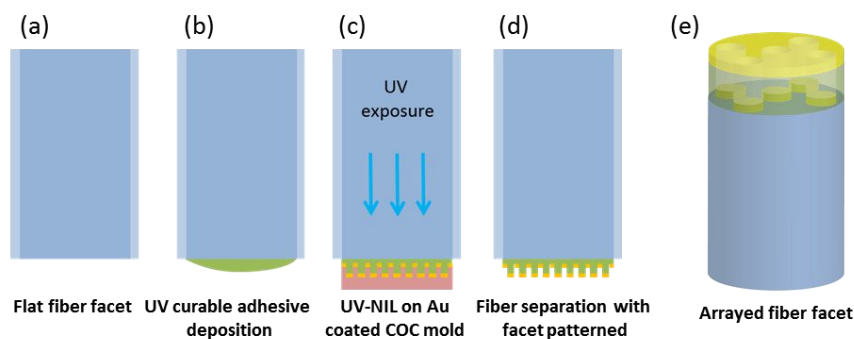 (a)
(b)
(c)
(d)
(e)
UV
exposure
Flat fiber facet
UV curable adhesive
deposition
UV-NIL on Au
coated COC mold
Fiber separation with
facet patterned
Arrayed fiber facet